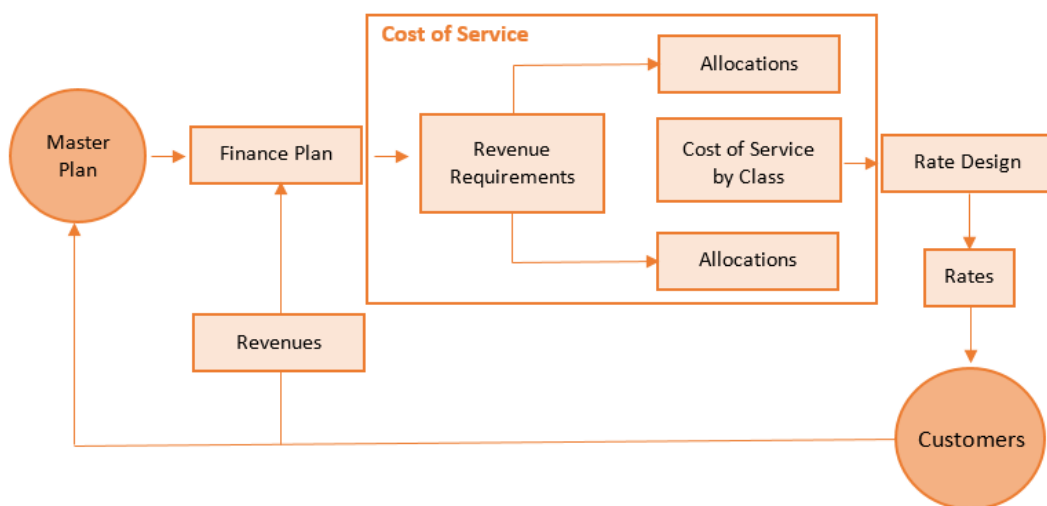 Cost of Service
Master
Plan
Finance Plan
Revenue
Requirements
Allocations
Cost of Service
by Class
Allocations
Rate Design
Rates
Revenues
Customers